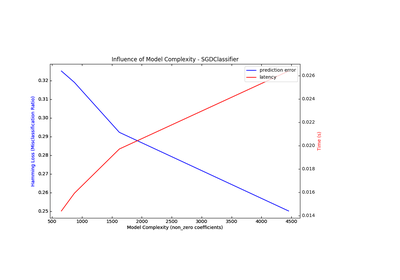 Influence of Model Complexity - SGDClassifier
prediction error
latency
0.32
0.31
0.30
0.29
0.28
0.27
0.26
0.25
Hamming Loss (Misclassification Ratio)
0.026
0.024
0.022
0.020
0.018
0.016
0.014
Time (s)
500 1000 1500 2000 2500 3000 3500 4000 4500
Model Complexity (non_zero coefficients)